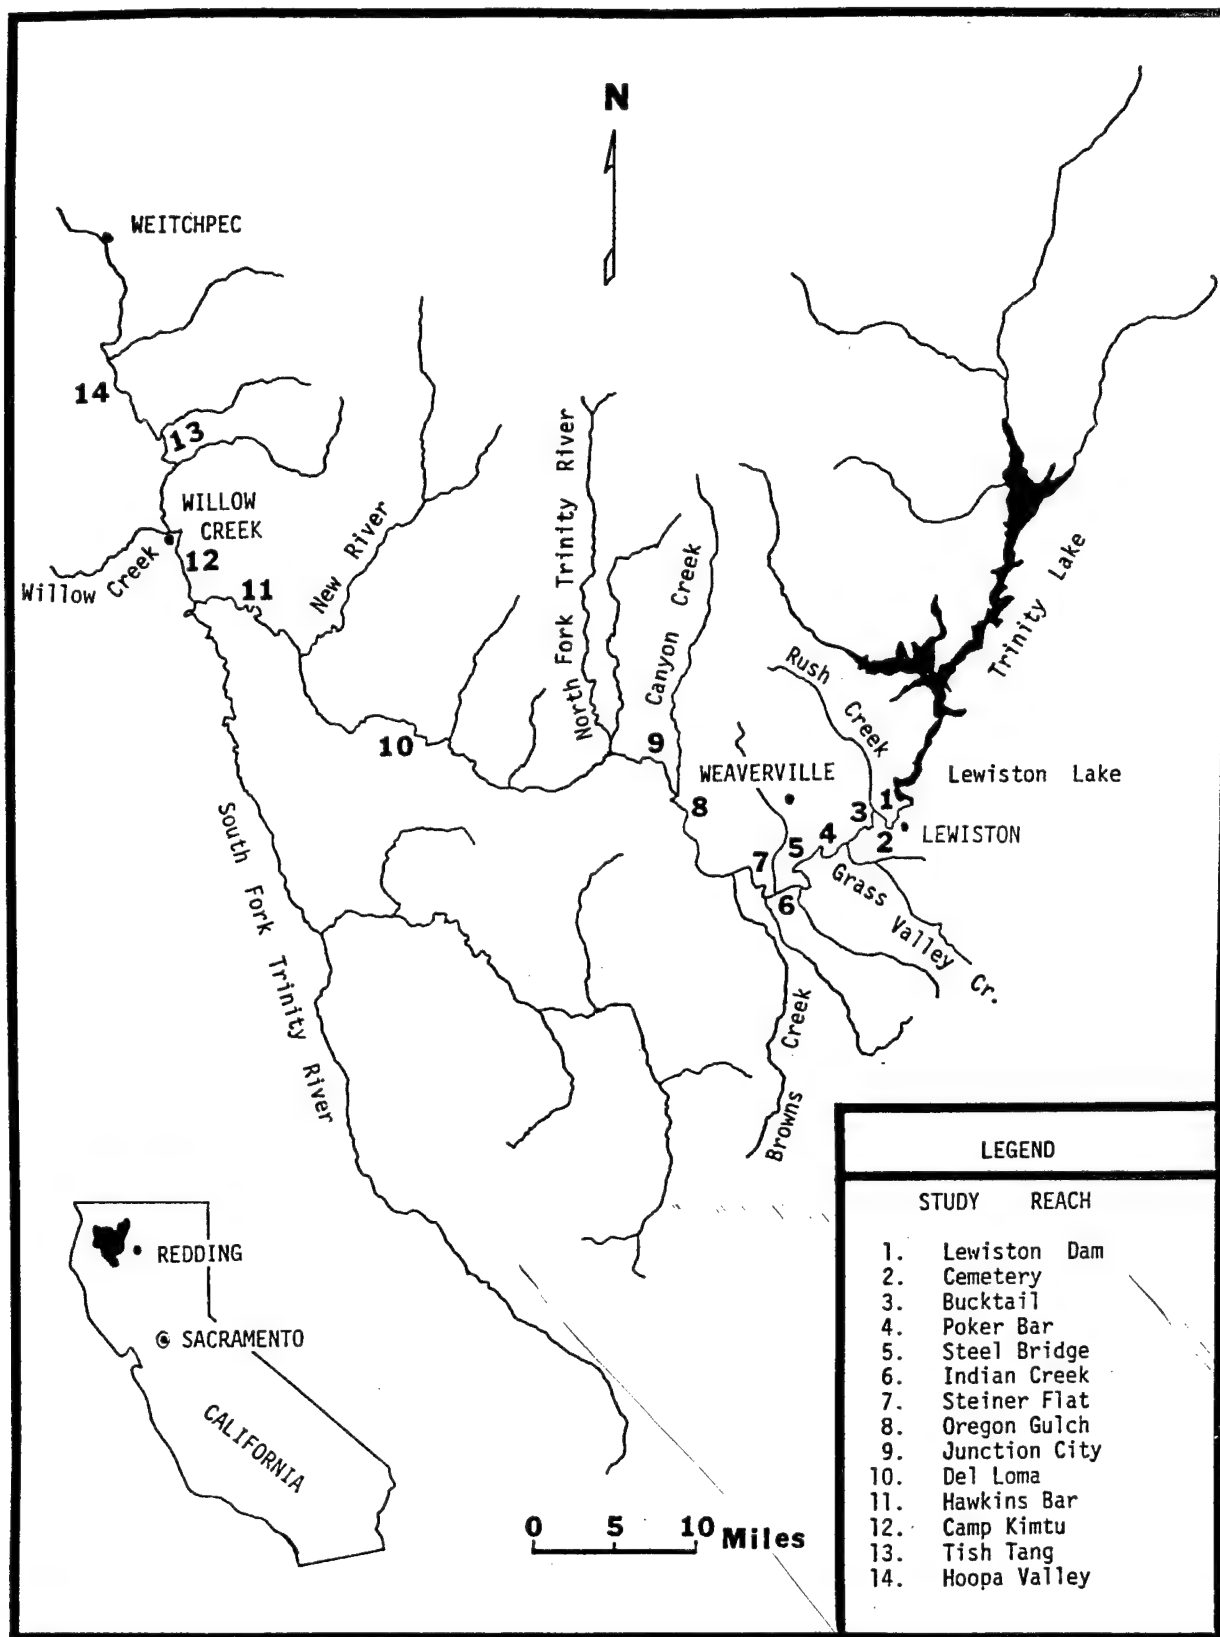 N
WEITCHPEC
14
13
WILLOW
CREEK
Willow Creek
12
11
New River
North Fork Trinity River
Canyon Creek
Trinity Lake
Rush Creek
10
9
WEAVERVILLE
Lewiston Lake
8
1
3
2
LEWISTON
4
5
7
6
Grass Valley Cr.
South Fork Trinity River
Browns Creek
REDDING
SACRAMENTO
CALIFORNIA
0 5 10 Miles
LEGEND
STUDY REACH
1. Lewiston Dam
2. Cemetery
3. Bucktail
4. Poker Bar
5. Steel Bridge
6. Indian Creek
7. Steiner Flat
8. Oregon Gulch
9. Junction City
10. Del Loma
11. Hawkins Bar
12. Camp Kimtu
13. Tish Tang
14. Hoopa Valley